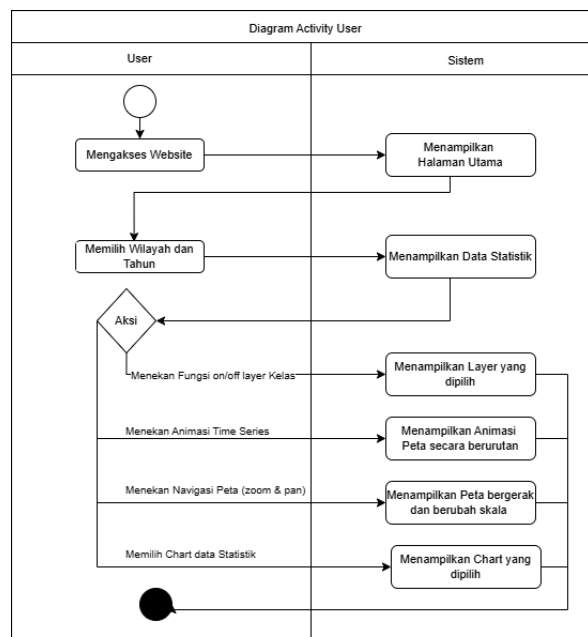 Diagram Activity User
User
Sistem
Mengakses Website
Menampilkan
Halaman Utama
Memilih Wilayah dan
Tahun
Menampilkan Data Statistik
Aksi
Menekan Fungsi on/off layer Kelas
Menampilkan Layer yang
dipilih
Menekan Animasi Time Series
Menampilkan Animasi
Peta secara berurutan
Menekan Navigasi Peta (zoom & pan)
Menampilkan Peta bergerak
dan berubah skala
Memilih Chart data Statistik
Menampilkan Chart yang
dipilih